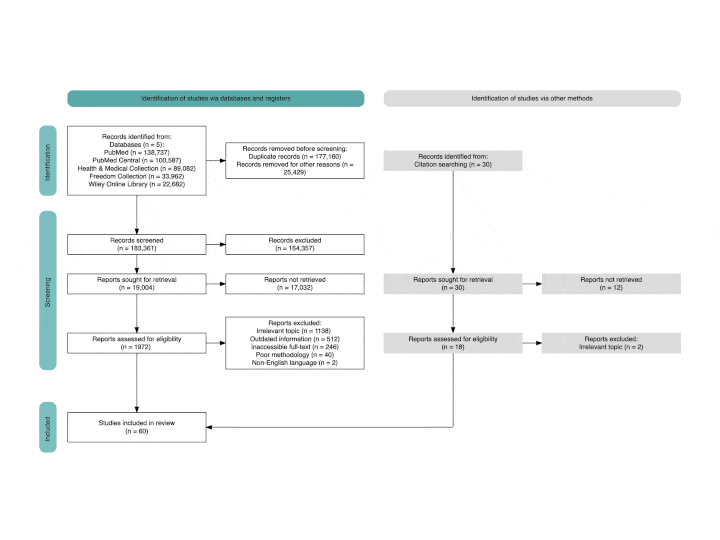 Identification of studies via databases and registers
Identification of studies via other methods
Identification
Records identified from:
Databases (n = 5):
PubMed (n = 138,737)
PubMed Central (n = 100,587)
Health & Medical Collection (n = 89,082)
Freedom Collection (n = 33,962)
Wiley Online Library (n = 22,682)
Records removed before screening:
Duplicate records (n = 177,160)
Records removed for other reasons (n =
25,429)
Records identified from:
Citation searching (n = 30)
Screening
Records screened
(n = 183,361)
Records excluded
(n = 164,357)
Reports sought for retrieval
(n = 19,004)
Reports not retrieved
(n = 17,032)
Reports sought for retrieval
(n = 30)
Reports not retrieved
(n = 12)
Reports assessed for eligibility
(n = 1972)
Reports excluded:
Irrelevant topic (n = 1138)
Outdated information (n = 512)
Inaccessible full-text (n = 246)
Poor methodology (n = 40)
Non-English language (n = 2)
Reports assessed for eligibility
(n = 18)
Reports excluded:
Irrelevant topic (n = 2)
Included
Studies included in review
(n = 60)